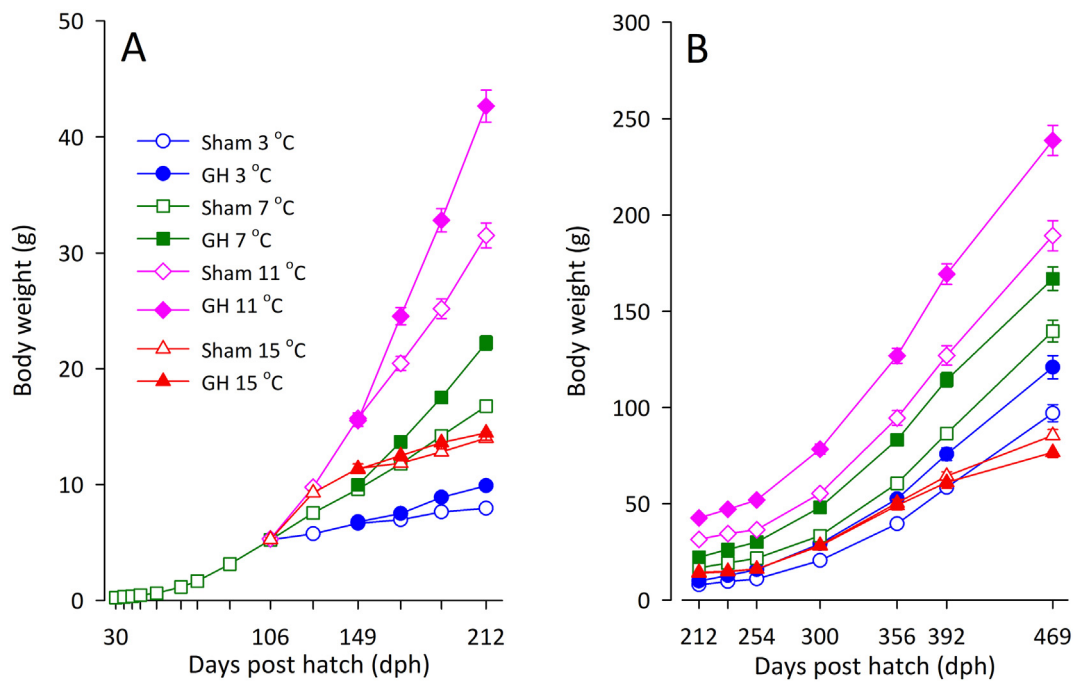 A
50
40
30
20
10
0
Body weight (g)
Sham 3 °C
GH 3 °C
Sham 7 °C
GH 7 °C
Sham 11 °C
GH 11 °C
Sham 15 °C
GH 15 °C
30 106 149 212
Days post hatch (dph)
B
300
250
200
150
100
50
0
Body weight (g)
212 254 300 356 392 469
Days post hatch (dph)